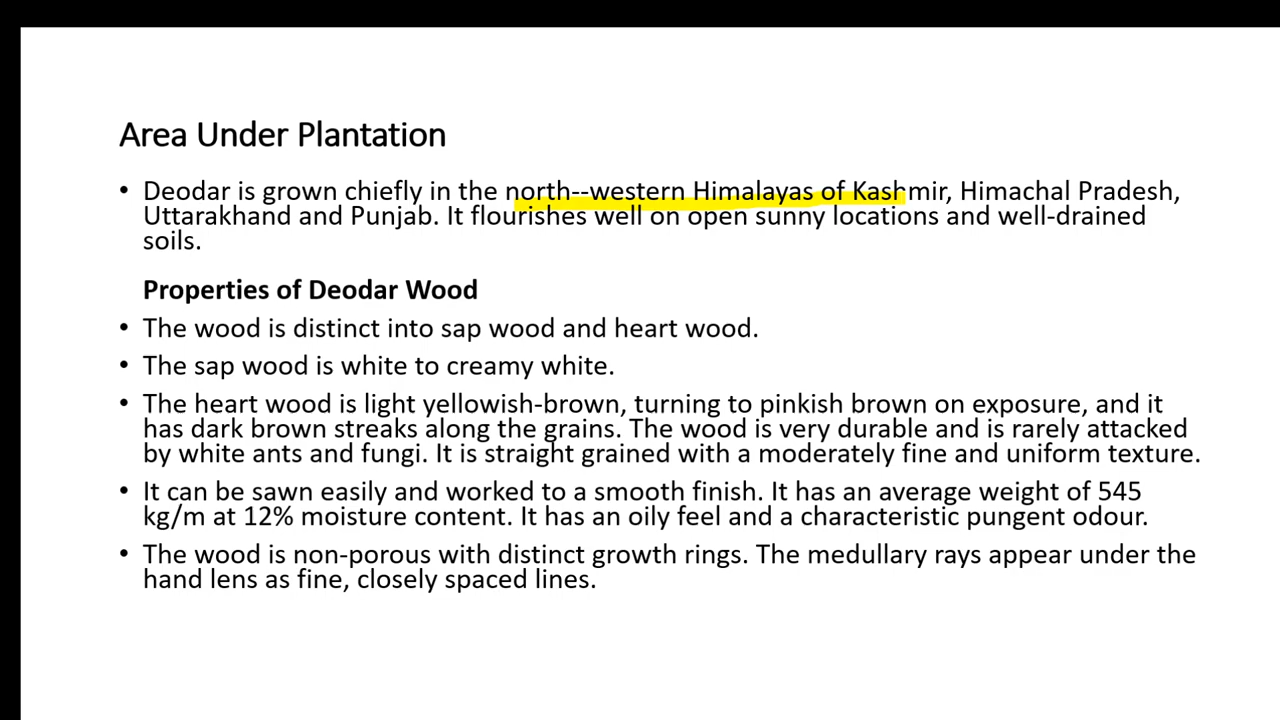 Area Under Plantation
• Deodar is grown chiefly in the north--western Himalayas of Kashmir, Himachal Pradesh,
Uttarakhand and Punjab. It flourishes well on open sunny locations and well-drained
soils.
Properties of Deodar Wood
• The wood is distinct into sap wood and heart wood.
• The sap wood is white to creamy white.
• The heart wood is light yellowish-brown, turning to pinkish brown on exposure, and it
has dark brown streaks along the grains. The wood is very durable and is rarely attacked
by white ants and fungi. It is straight grained with a moderately fine and uniform texture.
• It can be sawn easily and worked to a smooth finish. It has an average weight of 545
kg/m at 12% moisture content. It has an oily feel and a characteristic pungent odour.
• The wood is non-porous with distinct growth rings. The medullary rays appear under the
hand lens as fine, closely spaced lines.